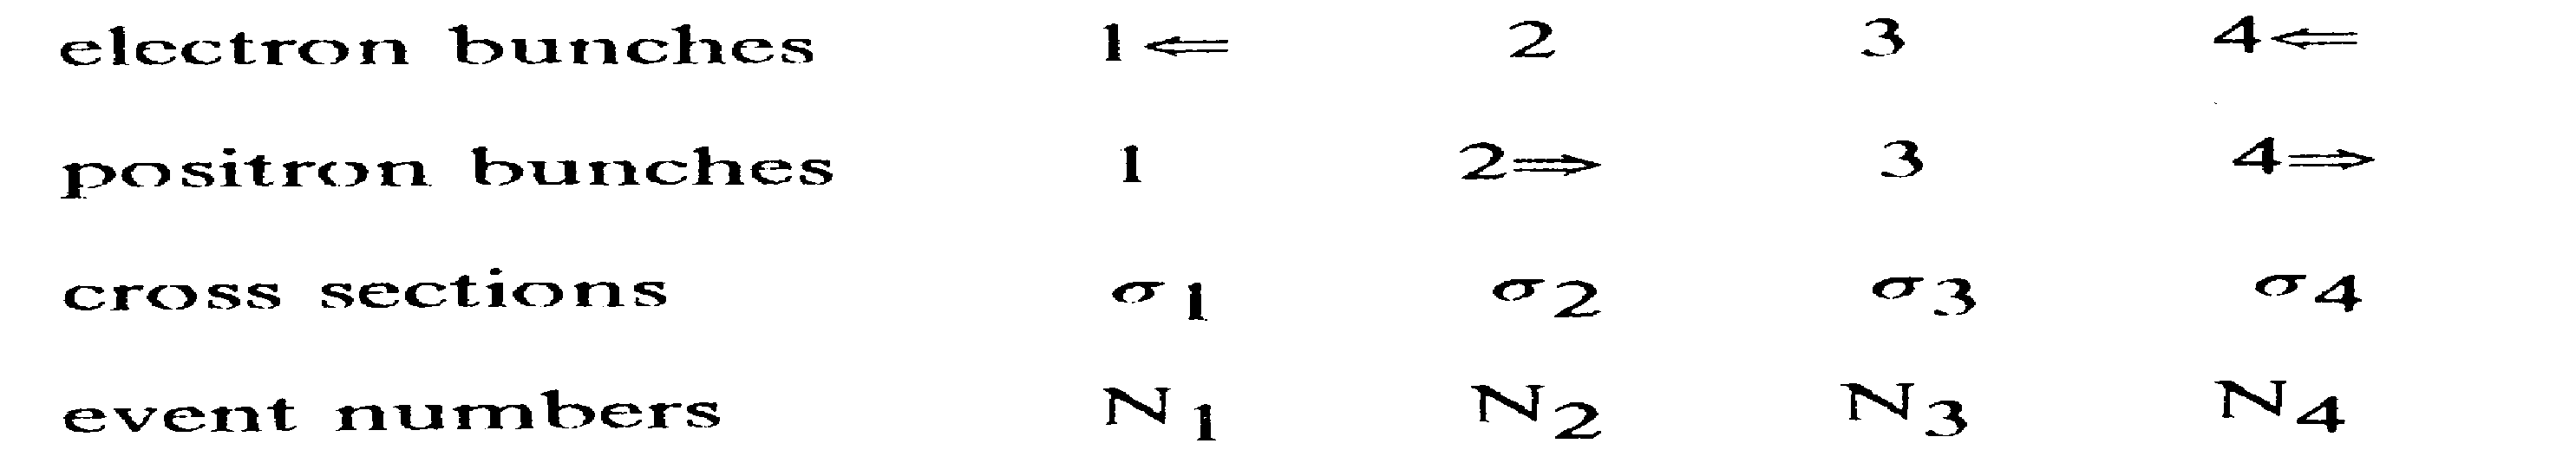 electron bunches 1⇐ 2 3 4⇐
positron bunches 1 2⇒ 3 4⇒
cross sections σ1 σ2 σ3 σ4
event numbers N1 N2 N3 N4